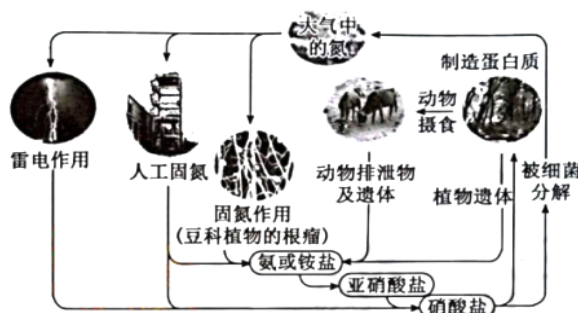 大气中
的氮
制造蛋白质
动物
摄食
雷电作用
人工固氮
动物排泄物
及遗体
植物遗体
被细菌
分解
固氮作用
(豆科植物的根瘤)
氨或铵盐
亚硝酸盐
硝酸盐